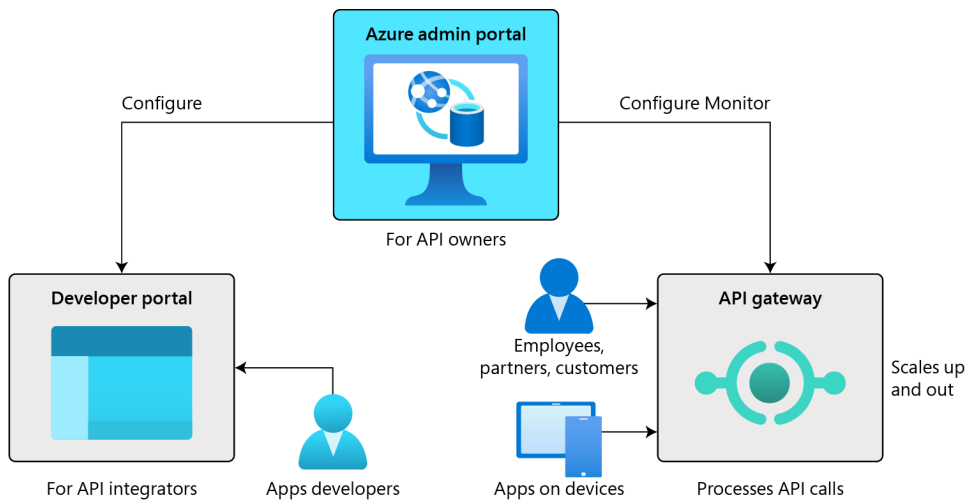 Azure admin portal
Configure
Configure Monitor
For API owners
Developer portal
API gateway
Employees,
partners, customers
Scales up
and out
For API integrators
Apps developers
Apps on devices
Processes API calls